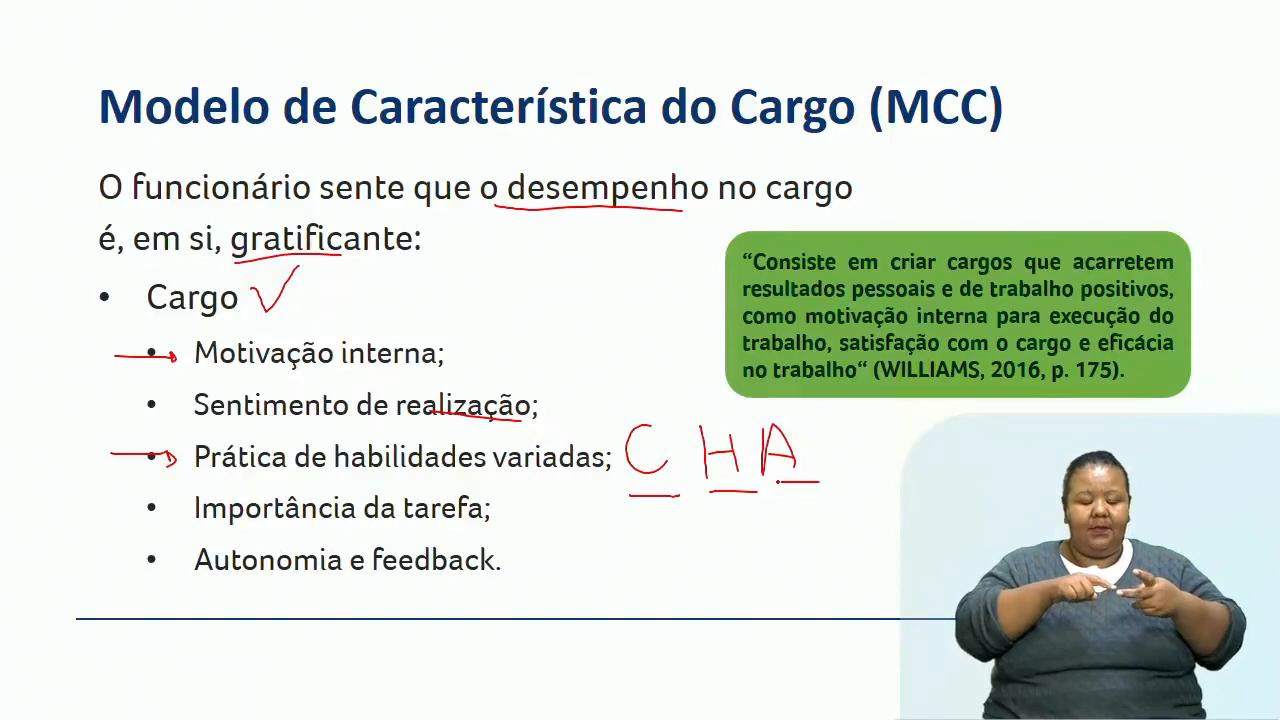 Modelo de Característica do Cargo (MCC)
O funcionário sente que o desempenho no cargo
é, em si, gratificante:
• Cargo
• Motivação interna;
• Sentimento de realização;
• Prática de habilidades variadas; C H A
• Importância da tarefa;
• Autonomia e feedback.
“Consiste em criar cargos que acarretem
resultados pessoais e de trabalho positivos,
como motivação interna para execução do
trabalho, satisfação com o cargo e eficácia
no trabalho“ (WILLIAMS, 2016, p. 175).